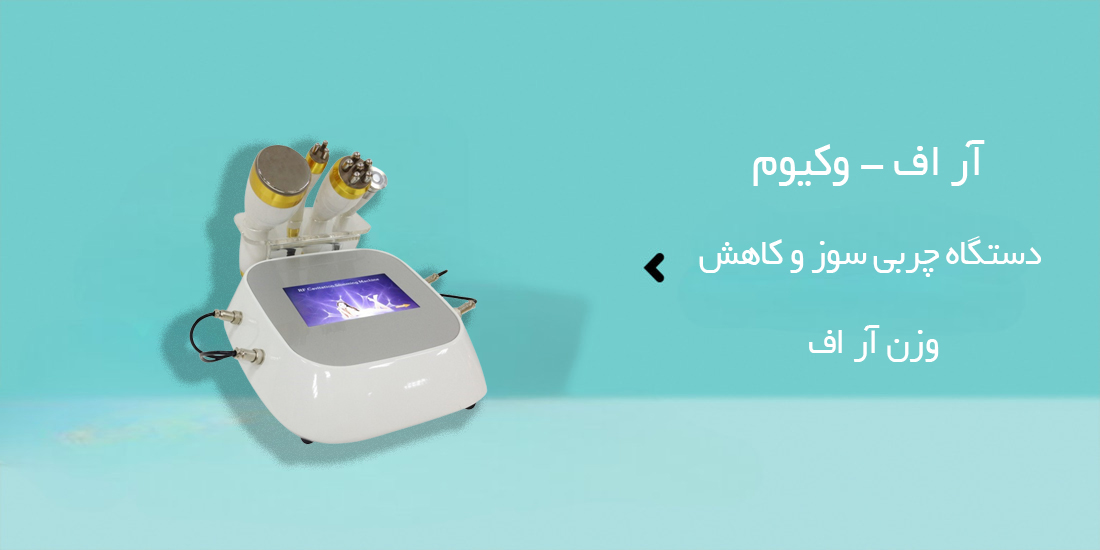 آر اف - وکیوم
دستگاه چربی سوز و کاهش
وزن آر اف
RF /Cavitation Slimming Machine